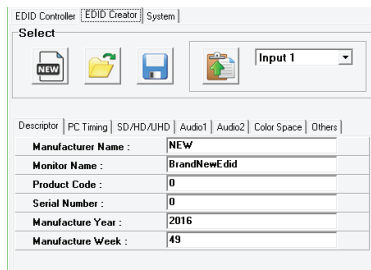 EDID Controller EDID Creator System
Select
NEW
Input 1
Descriptor PC Timing SD/HD/UHD Audio1 Audio2 Color Space Others
Manufacturer Name : NEW
Monitor Name : BrandNewEdid
Product Code : 0
Serial Number : 0
Manufacture Year : 2016
Manufacture Week : 49